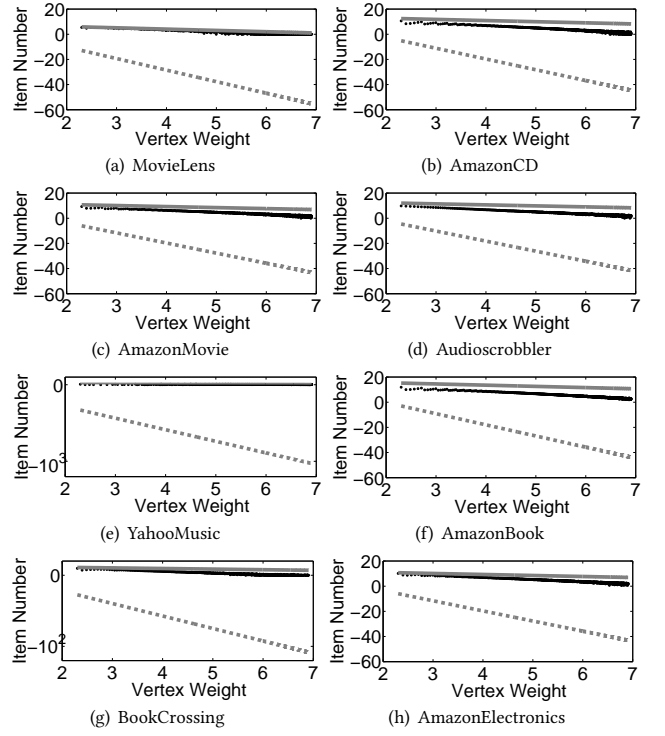 Item Number
20
0
−20
−40
−60
2 3 4 5 6 7
Vertex Weight
(a) MovieLens
Item Number
20
0
−20
−40
−60
2 3 4 5 6 7
Vertex Weight
(b) AmazonCD
Item Number
20
0
−20
−40
−60
2 3 4 5 6 7
Vertex Weight
(c) AmazonMovie
Item Number
20
0
−20
−40
−60
2 3 4 5 6 7
Vertex Weight
(d) Audioscrobbler
Item Number
0
−10³
2 3 4 5 6 7
Vertex Weight
(e) YahooMusic
Item Number
20
0
−20
−40
−60
2 3 4 5 6 7
Vertex Weight
(f) AmazonBook
Item Number
0
−10²
2 3 4 5 6 7
Vertex Weight
(g) BookCrossing
Item Number
20
0
−20
−40
−60
2 3 4 5 6 7
Vertex Weight
(h) AmazonElectronics